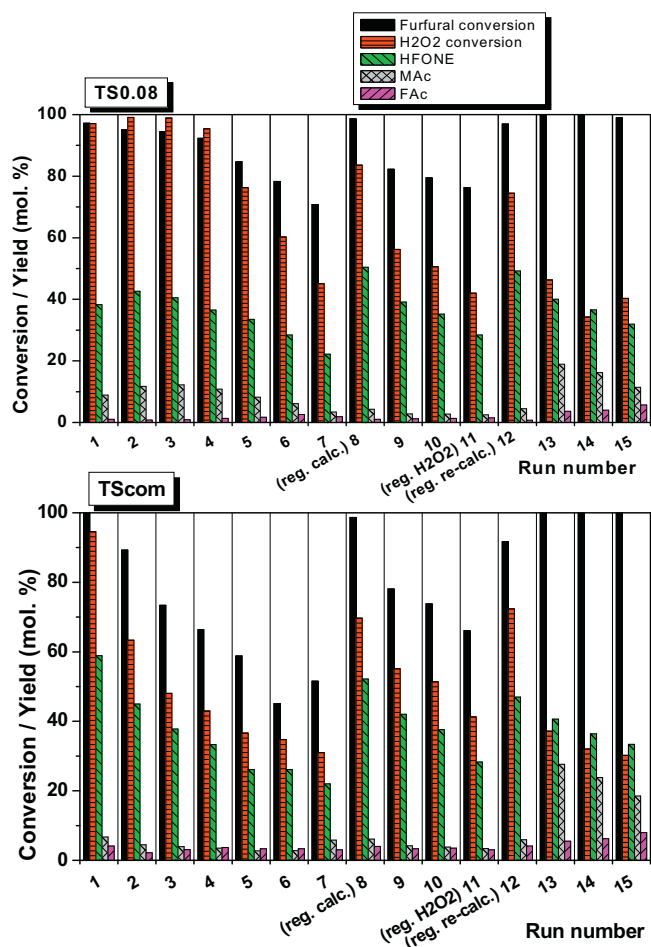 Furfural conversion
H2O2 conversion
HFONE
MAc
FAc
TS0.08
Conversion / Yield (mol. %)
100
80
60
40
20
0
1
2
3
4
5
6
7
(reg. calc.) 8
9
10
(reg. H2O2) 11
(reg. re-calc.) 12
13
14
15
Run number
TScom
Conversion / Yield (mol. %)
100
80
60
40
20
0
1
2
3
4
5
6
7
(reg. calc.) 8
9
10
(reg. H2O2) 11
(reg. re-calc.) 12
13
14
15
Run number